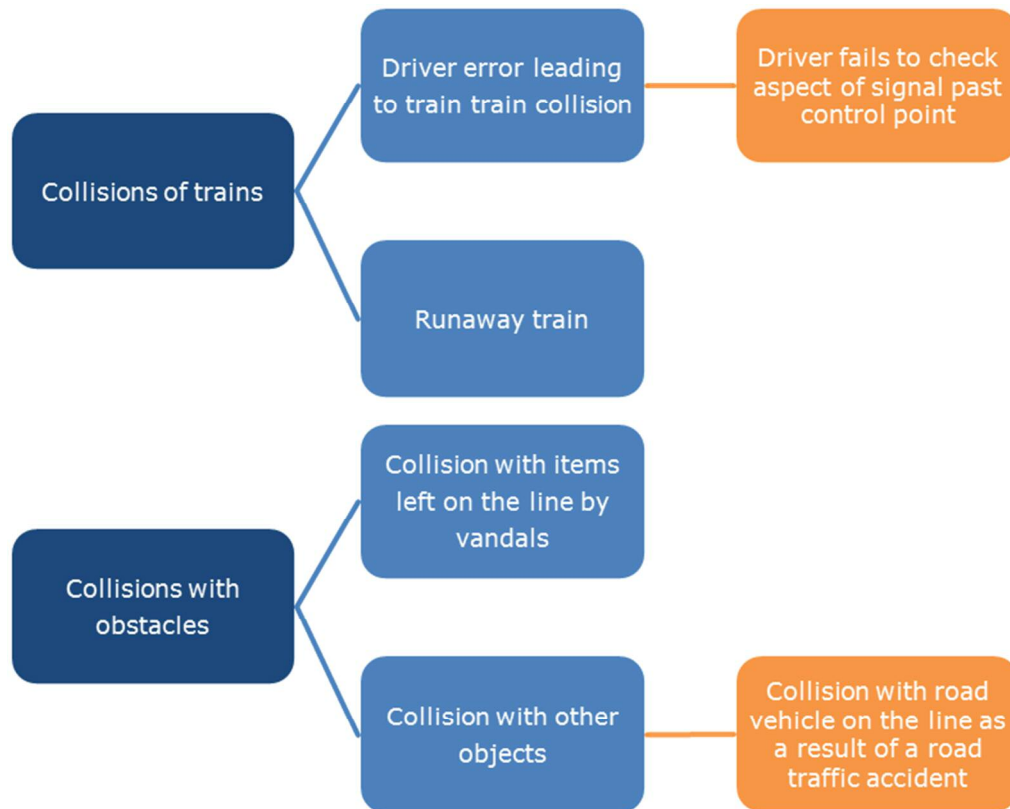 Driver error leading
to train train collision
Driver fails to check
aspect of signal past
control point
Collisions of trains
Runaway train
Collision with items
left on the line by
vandals
Collisions with
obstacles
Collision with other
objects
Collision with road
vehicle on the line as
a result of a road
traffic accident